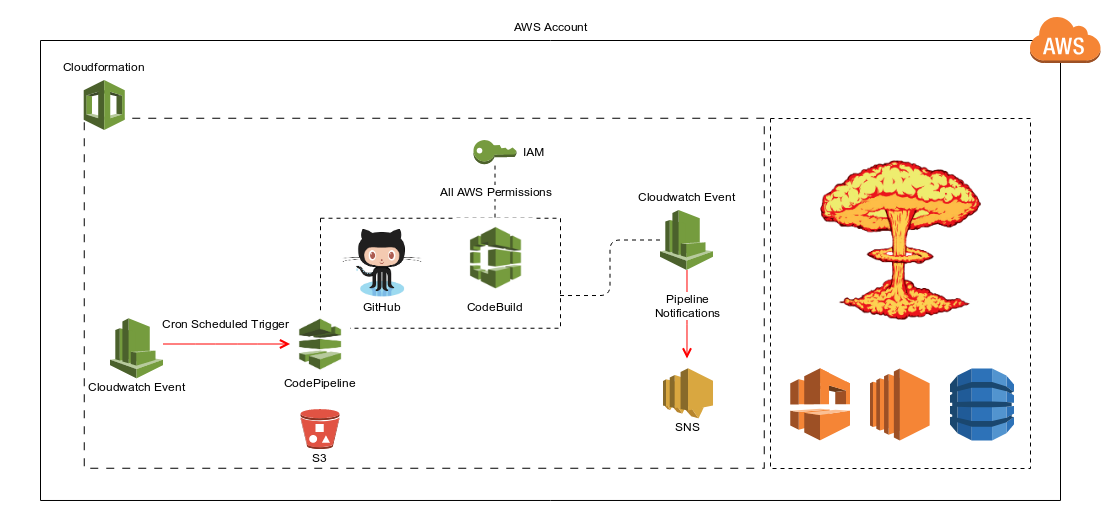 AWS Account
AWS
Cloudformation
IAM
All AWS Permissions
Cloudwatch Event
GitHub
CodeBuild
Pipeline
Notifications
Cron Scheduled Trigger
Cloudwatch Event
CodePipeline
SNS
S3